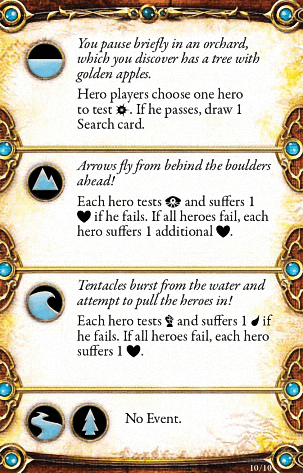 You pause briefly in an orchard,
which you discover has a tree with
golden apples.
Hero players choose one hero
to test. If he passes, draw 1
Search card.
Arrows fly from behind the boulders
ahead!
Each hero tests and suffers 1
if he fails. If all heroes fail, each
hero suffers 1 additional.
Tentacles burst from the water and
attempt to pull the heroes in!
Each hero tests and suffers 1 if
he fails. If all heroes fail, each hero
suffers 1.
No Event.
10/10